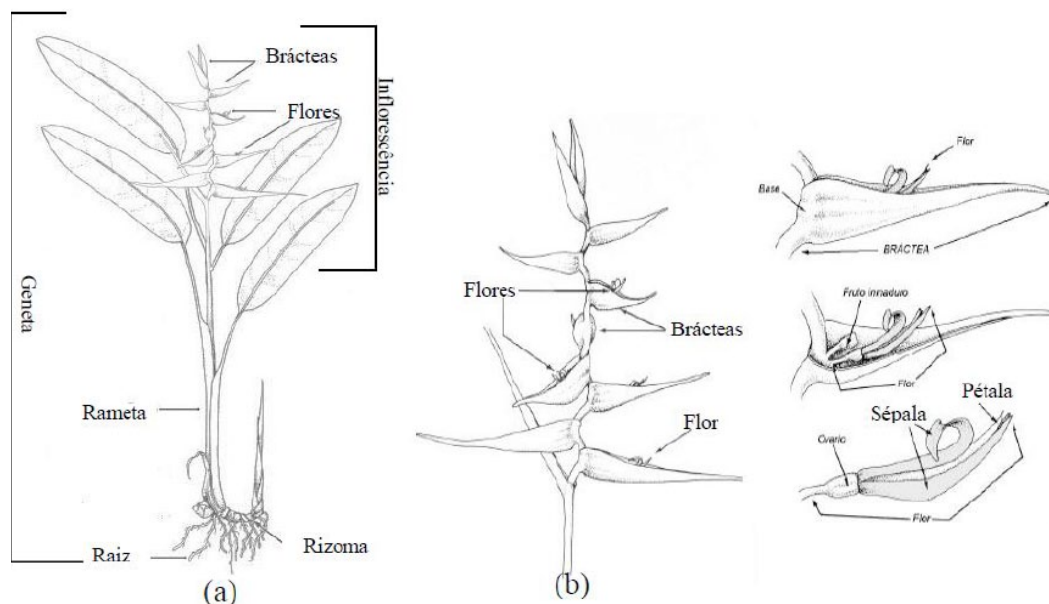 Brácteas
Flores
Inflorescência
Geneta
Rameta
Raiz
Rizoma
(a)
Flores
Brácteas
Flor
(b)
Flor
Base
BRÁCTEA
Fruto inmaduro
Flor
Pétala
Sépala
Ovario
Flor